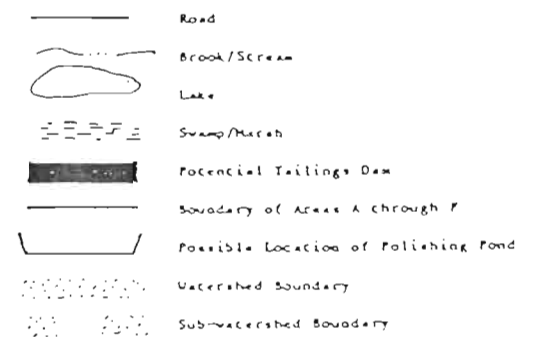 Road
Brook/Stream
Lake
Swamp/Marsh
Potential Tailings Dam
Boundary of Areas A through F
Possible Location of Polishing Pond
Watershed Boundary
Sub-watershed Boundary